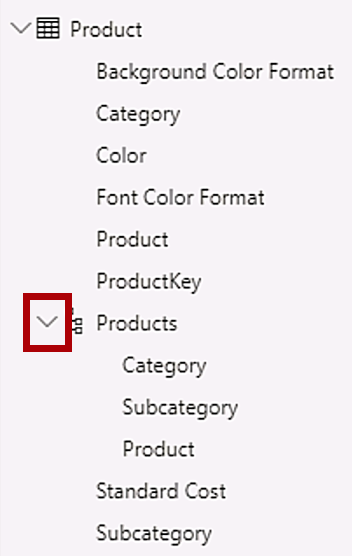 Product
Background Color Format
Category
Color
Font Color Format
Product
ProductKey
Products
Category
Subcategory
Product
Standard Cost
Subcategory